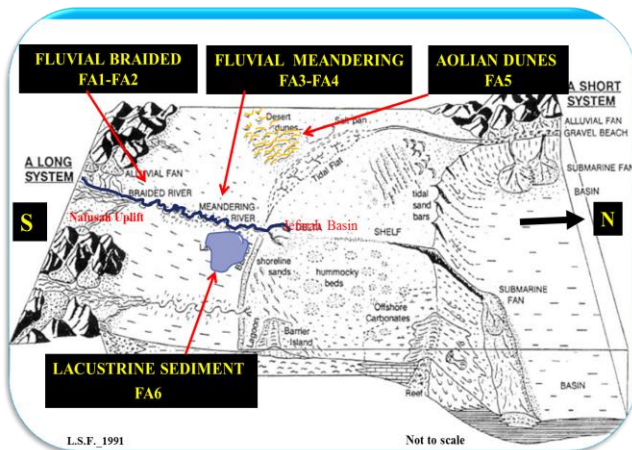 FLUVIAL BRAIDED
FA1-FA2
FLUVIAL MEANDERING
FA3-FA4
AOLIAN DUNES
FA5
A SHORT
SYSTEM
Desert
dunes
Salt pan
ALLUVIAL FAN
GRAVEL BEACH
Tidal Flat
A LONG
SYSTEM
ALLUVIAL FAN
BRAIDED RIVER
SUBMARINE
FAN
BASIN
tidal
sand
bars
Nafusah Uplift
MEANDERING
RIVER
Jefarah Basin
S
N
SHELF
shoreline
sands
hummocky
beds
SUBMARINE
FAN
Offshore
Carbonates
Lagoon
Barrier
Island
LACUSTRINE SEDIMENT
FA6
Reef
BASIN
L.S.F._1991
Not to scale